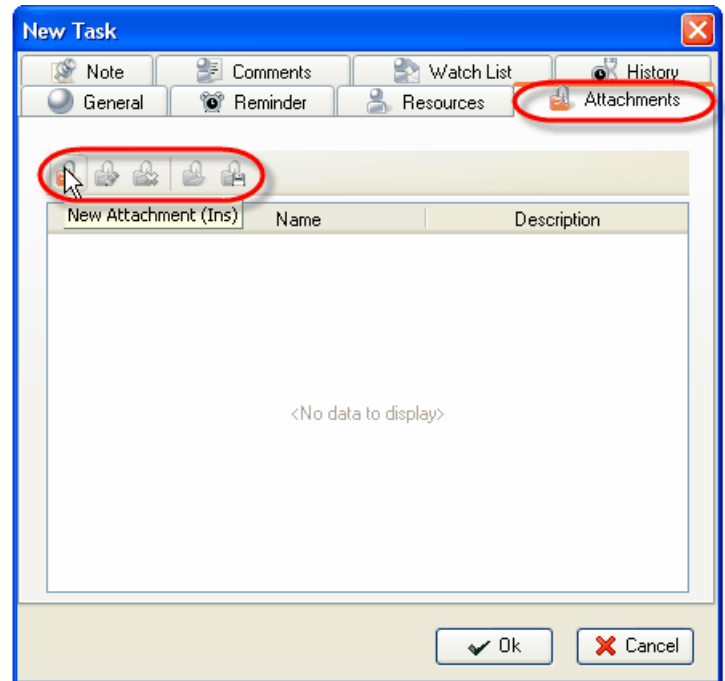 New Task
Note Comments Watch List History
General Reminder Resources Attachments
New Attachment (Ins) Name Description
<No data to display>
Ok Cancel